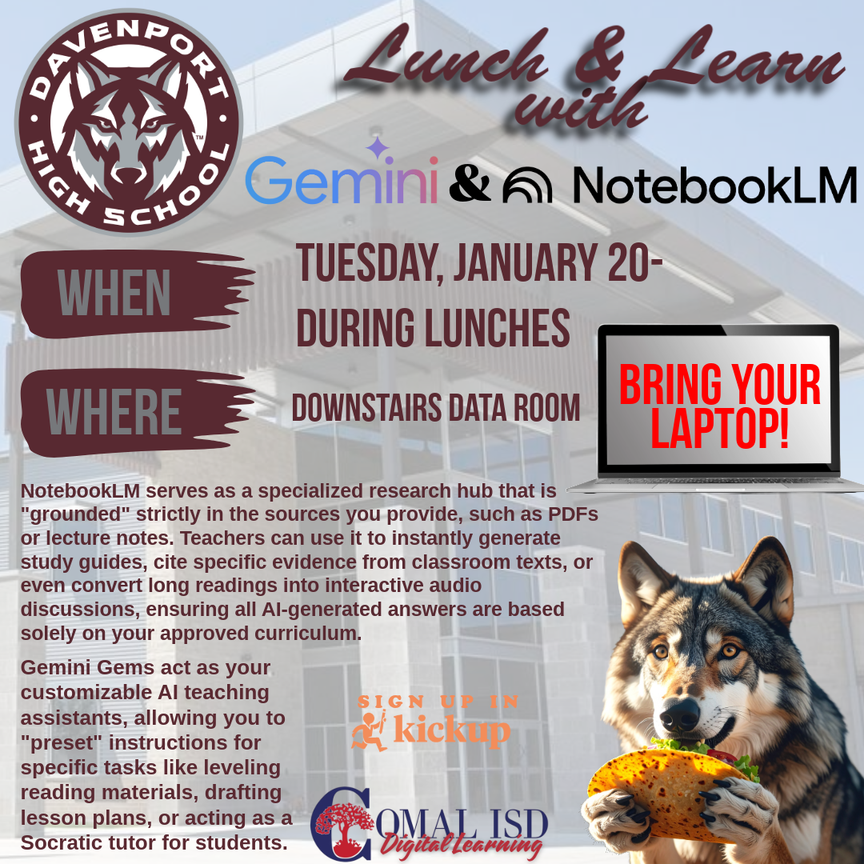 DAVENPORT
HIGH SCHOOL
™
Lunch & Learn
with
Gemini & NotebookLM
WHEN
TUESDAY, JANUARY 20-
DURING LUNCHES
WHERE
DOWNSTAIRS DATA ROOM
BRING YOUR
LAPTOP!
NotebookLM serves as a specialized research hub that is
"grounded" strictly in the sources you provide, such as PDFs
or lecture notes. Teachers can use it to instantly generate
study guides, cite specific evidence from classroom texts, or
even convert long readings into interactive audio
discussions, ensuring all AI-generated answers are based
solely on your approved curriculum.
Gemini Gems act as your
customizable AI teaching
assistants, allowing you to
"preset" instructions for
specific tasks like leveling
reading materials, drafting
lesson plans, or acting as a
Socratic tutor for students.
SIGN UP IN
kickup
COMAL ISD
Digital Learning